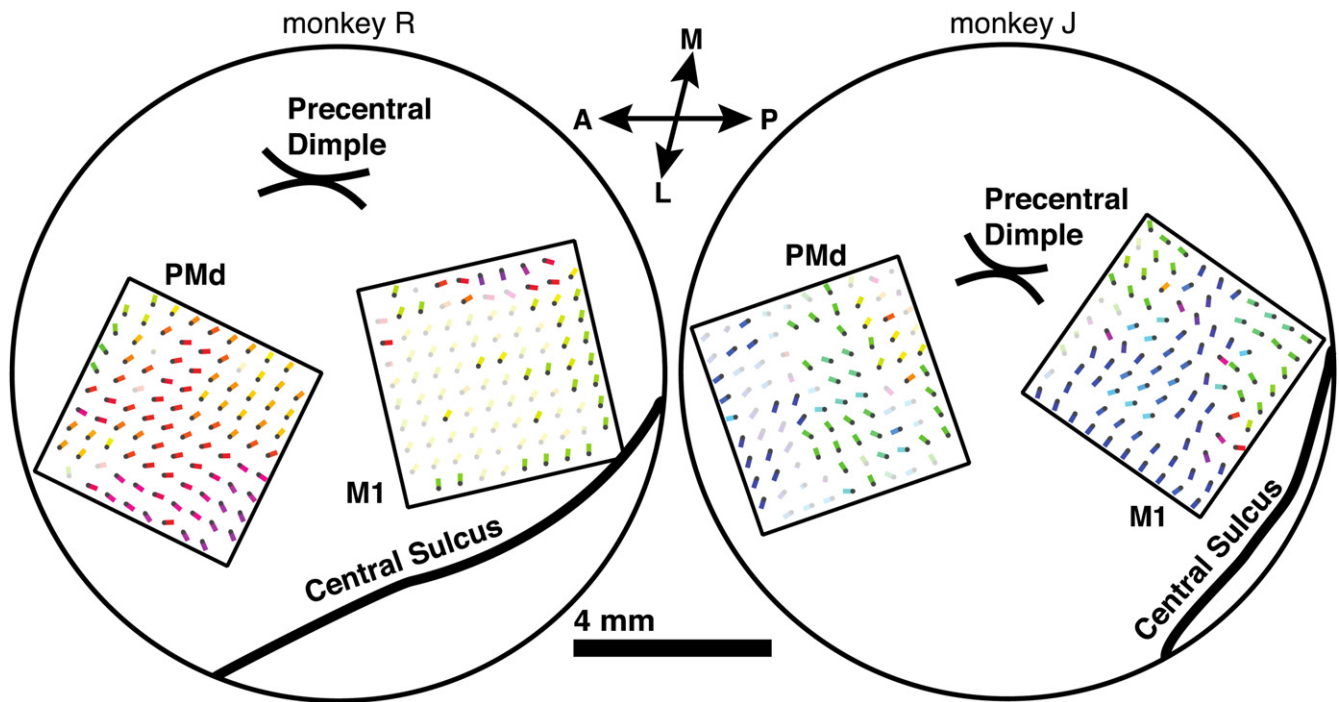 monkey R
monkey J
M
A
P
L
Precentral
Dimple
Precentral
Dimple
PMd
PMd
M1
M1
Central Sulcus
Central Sulcus
4 mm